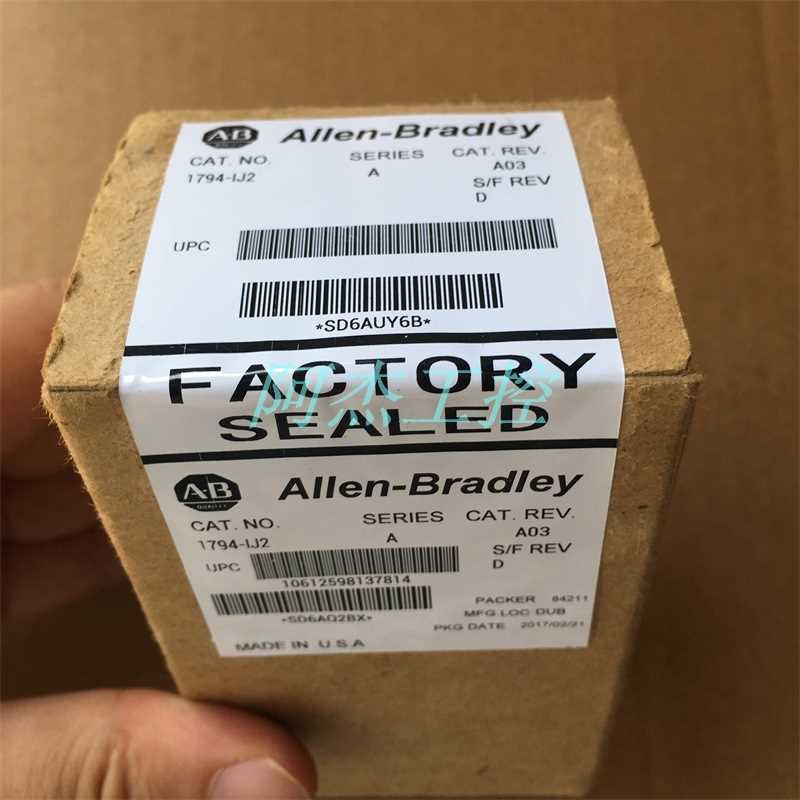 AB Allen-Bradley
CAT. NO. SERIES CAT. REV.
1794-IJ2 A A03
S/F REV
D
UPC
*SD6AUY6B*
FACTORY
阿杰工控
SEALED
AB Allen-Bradley
QUALITY
CAT. NO. SERIES CAT. REV.
1794-IJ2 A A03
UPC S/F REV
D
10612598137814
*SD6AQ2BX*
PACKER 84211
MFG.LOC DUB
PKG DATE 2017/02/21
MADE IN U.S.A